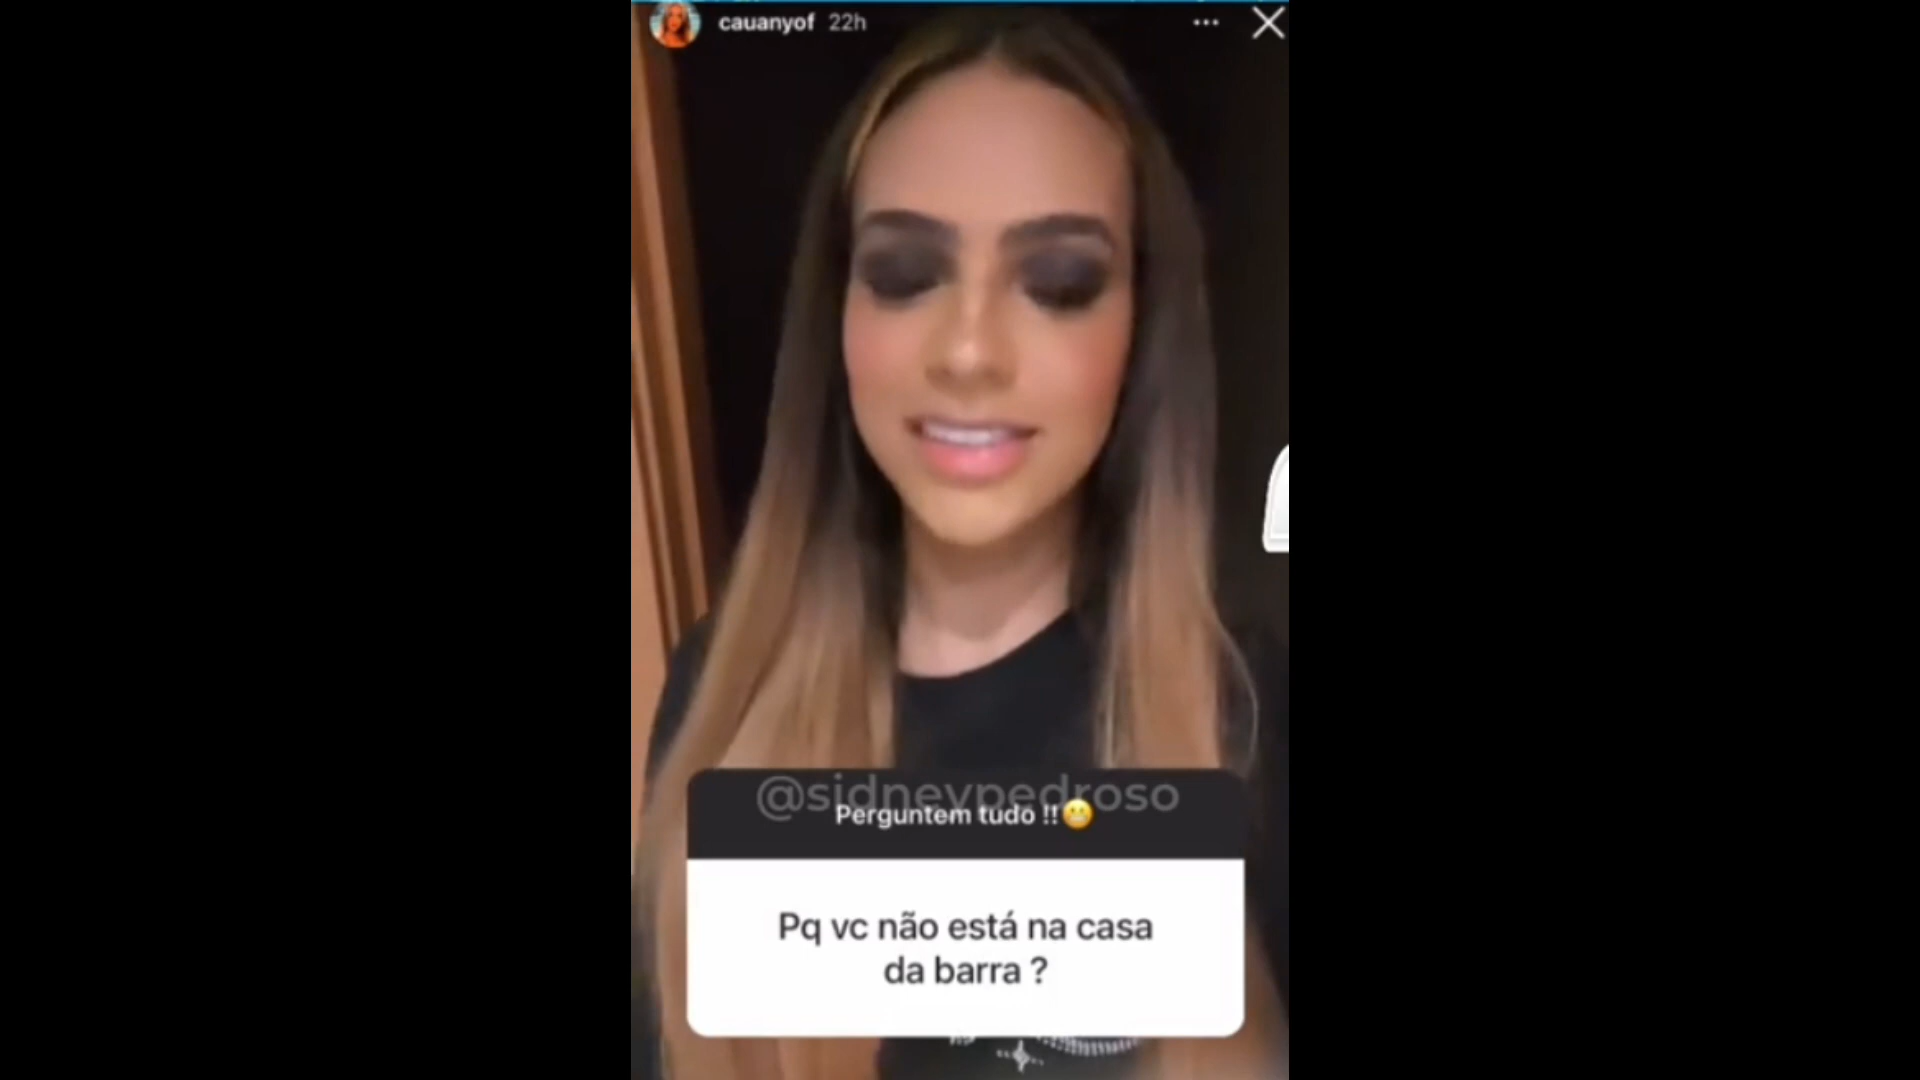 cauanyof 22h
@sidneypedroso
Perguntem tudo !!😬
Pq vc não está na casa
da barra ?